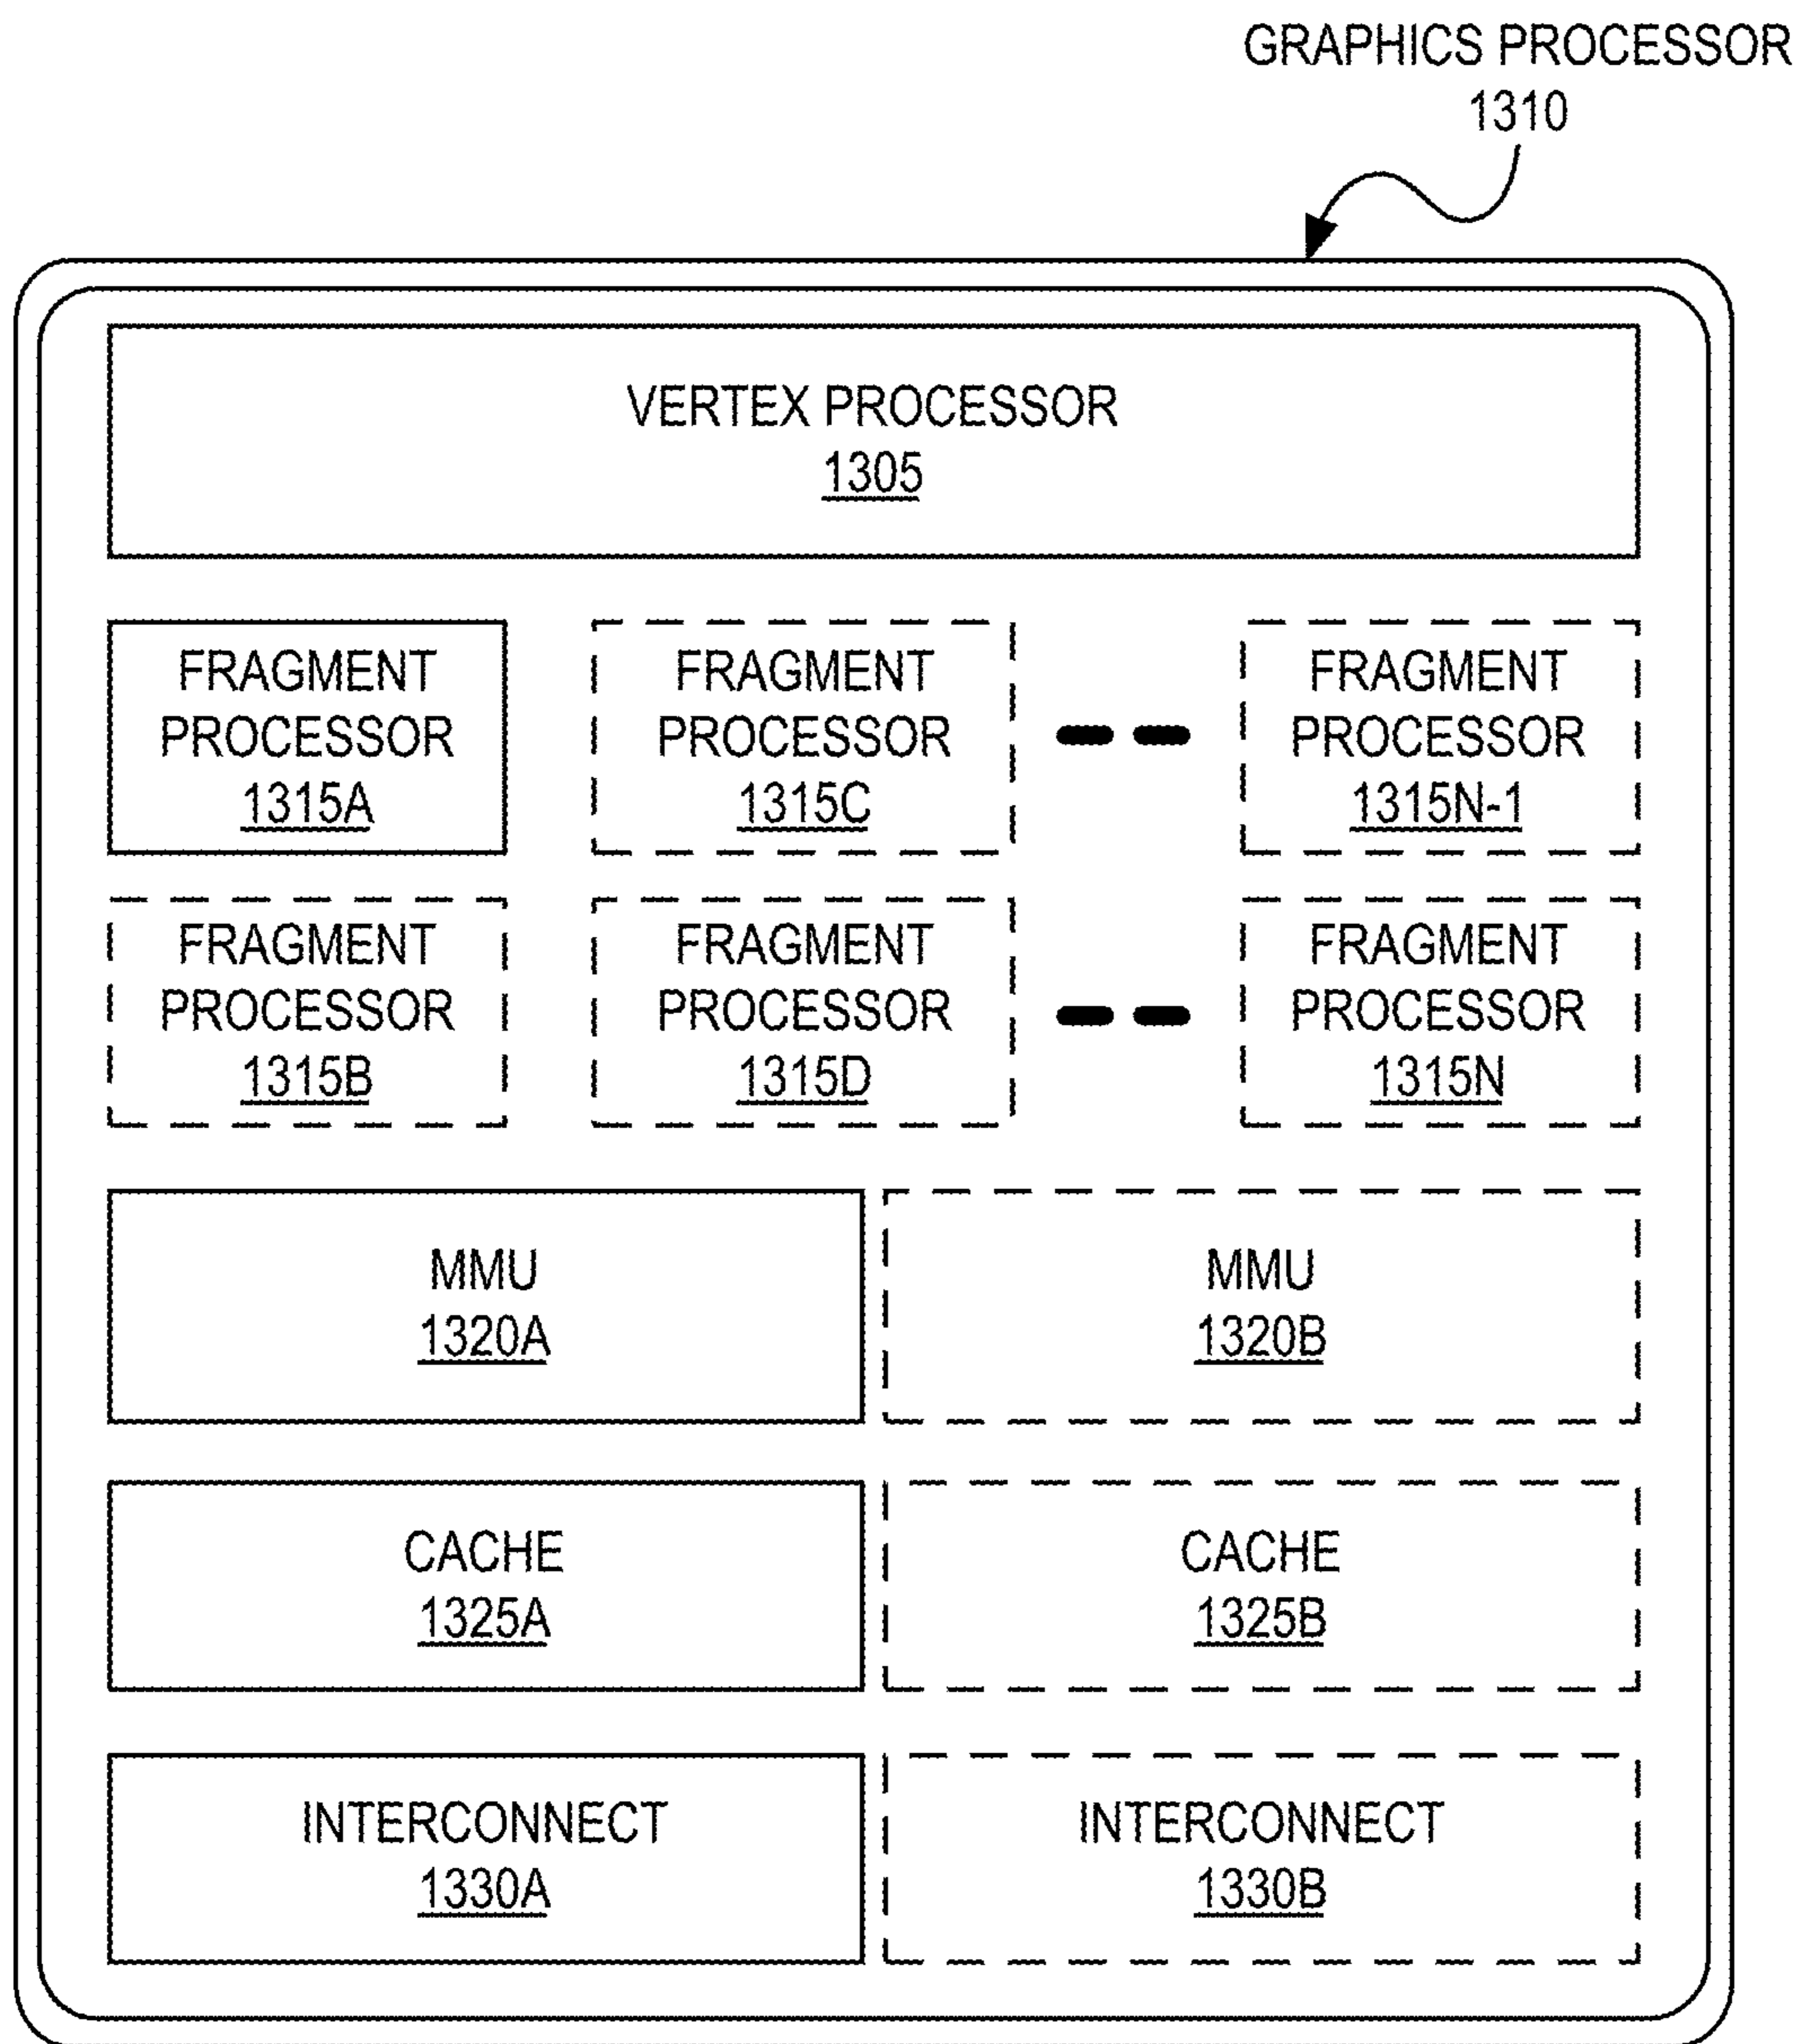 GRAPHICS PROCESSOR
1310
VERTEX PROCESSOR
1305
FRAGMENT
PROCESSOR
1315A
FRAGMENT
PROCESSOR
1315C
FRAGMENT
PROCESSOR
1315N-1
FRAGMENT
PROCESSOR
1315B
FRAGMENT
PROCESSOR
1315D
FRAGMENT
PROCESSOR
1315N
MMU
1320A
MMU
1320B
CACHE
1325A
CACHE
1325B
INTERCONNECT
1330A
INTERCONNECT
1330B